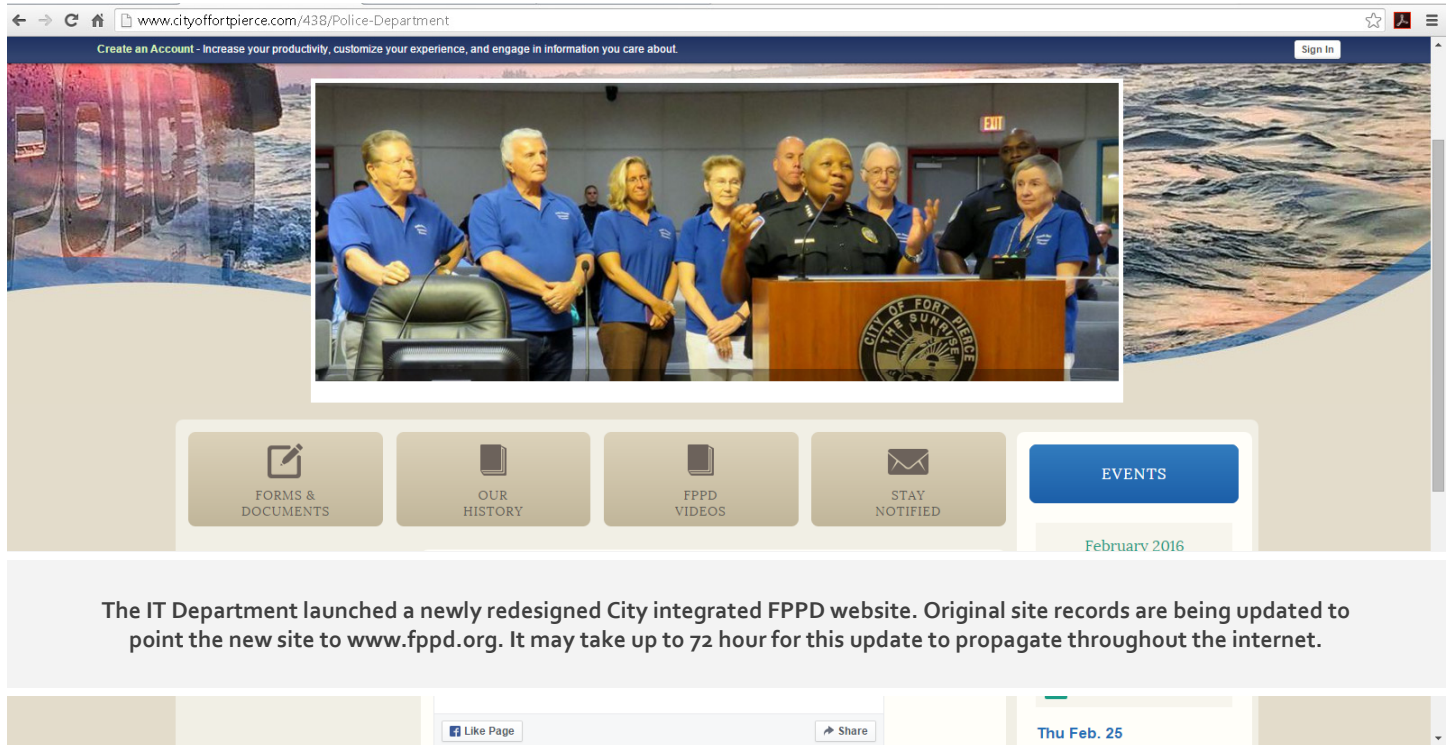 www.cityoffortpierce.com/438/Police-Department
Create an Account - Increase your productivity, customize your experience, and engage in information you care about.
Sign In
POLICE
EXIT
CITY OF FORT PIERCE
THE SUNRISE
FORMS &
DOCUMENTS
OUR
HISTORY
FPPD
VIDEOS
STAY
NOTIFIED
EVENTS
February 2016
The IT Department launched a newly redesigned City integrated FPPD website. Original site records are being updated to
point the new site to www.fppd.org. It may take up to 72 hour for this update to propagate throughout the internet.
Like Page
Share
Thu Feb. 25